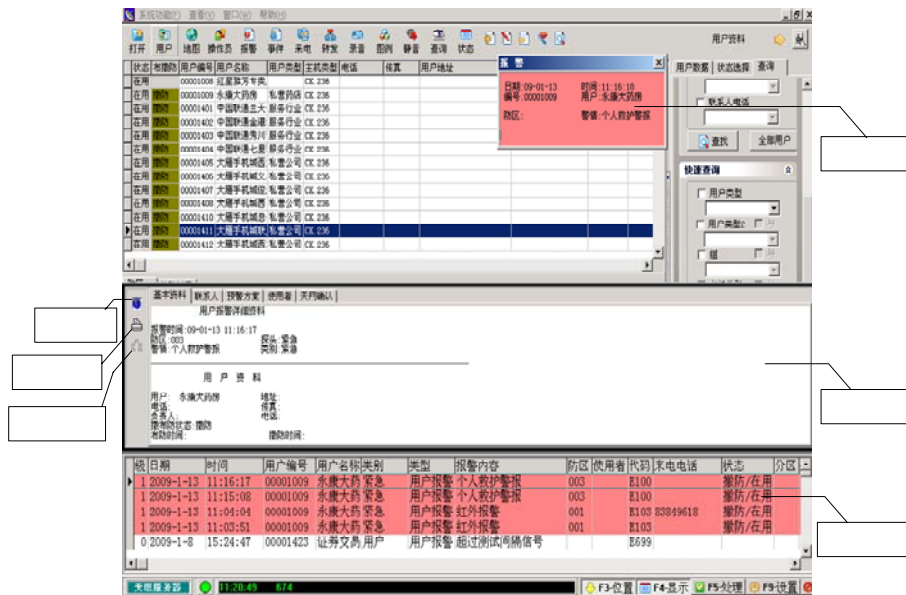 系统功能(F) 查看(V) 窗口(W) 帮助(H)
打开 用户 地图 操作员 报警 事件 来电 转发 录音 图例 静音 查询 状态
用户资料
状态 布撤防 用户编号 用户名称 用户类型 主机类型 电话 传真 用户地址
在用 00001008 红星雅芳专卖 CK 236
在用 撤防 00001009 永康大药房 私营药店 CK 236
在用 撤防 00001401 中国联通兰大 服务行业 CK 236
在用 撤防 00001402 中国联通金港 服务行业 CK 236
在用 撤防 00001403 中国联通秀川 服务行业 CK 236
在用 撤防 00001404 中国联通七里 服务行业 CK 236
在用 撤防 00001405 大雁手机城西 私营公司 CK 236
在用 撤防 00001406 大雁手机城义 私营公司 CK 236
在用 撤防 00001407 大雁手机城 私营公司 CK 236
在用 撤防 00001408 大雁手机城西 私营公司 CK 236
在用 撤防 00001410 大雁手机城总 私营公司 CK 236
在用 撤防 00001411 大雁手机城联 私营公司 CK 236
在用 撤防 00001412 大雁手机城西 私营公司 CK 236
报 警
日期:09-01-13 时间:11:16:18
编号:00001009 用户:永康大药房
防区: 警情:个人救护警报
用户数据 状态选择 查询
联系人电话
查找 全部用户
快速查询
用户类型
用户类型2
组
基本资料 联系人 预警方案 使用者 天网确认
用户报警详细资料
报警时间:09-01-13 11:16:17
防区:003 探头:紧急
警情:个人救护警报 类别:紧急
用 户 资 料
用户: 永康大药房 地址:
电话: 传真:
负责人: 电话:
撤布防状态:撤防
布防时间: 撤防时间:
级 日期 时间 用户编号 用户名称 类别 类型 报警内容 防区 使用者 代码 来电电话 状态 分区
1 2009-1-13 11:16:17 00001009 永康大药 紧急 用户报警 个人救护警报 003 E100 撤防/在用
1 2009-1-13 11:15:08 00001009 永康大药 紧急 用户报警 个人救护警报 003 E100 撤防/在用
1 2009-1-13 11:04:04 00001009 永康大药 紧急 用户报警 红外报警 001 E103 83849618 撤防/在用
1 2009-1-13 11:03:51 00001009 永康大药 紧急 用户报警 红外报警 001 E103 撤防/在用
0 2009-1-8 15:24:47 00001423 证券交易 用户 用户报警 超过测试间隔信号 E699
11:20:49 674 F3-位置 F4-显示 F5-处理 F9-设置